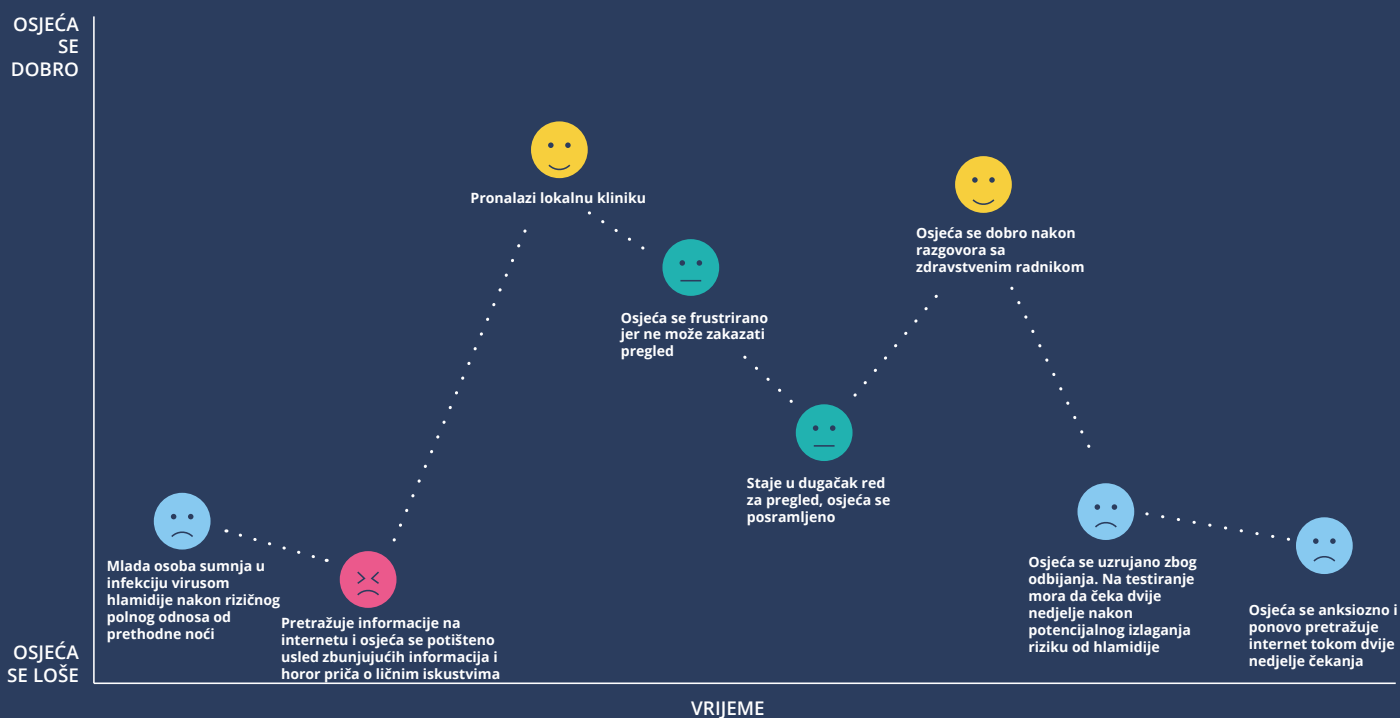 OSJEĆA
SE
DOBRO
Pronalazi lokalnu kliniku
Osjeća se dobro nakon
razgovora sa
zdravstvenim radnikom
Osjeća se frustrirano
jer ne može zakazati
pregled
Staje u dugačak red
za pregled, osjeća se
posramljeno
Mlada osoba sumnja u
infekciju virusom
hlamidije nakon rizičnog
polnog odnosa od
prethodne noći
Pretražuje informacije na
internetu i osjeća se potišteno
usled zbunjujućih informacija i
horor priča o ličnim iskustvima
Osjeća se uzrujano zbog
odbijanja. Na testiranje
mora da čeka dvije
nedjelje nakon
potencijalnog izlaganja
riziku od hlamidije
Osjeća se anksiozno i
ponovo pretražuje
internet tokom dvije
nedjelje čekanja
OSJEĆA
SE LOŠE
VRIJEME